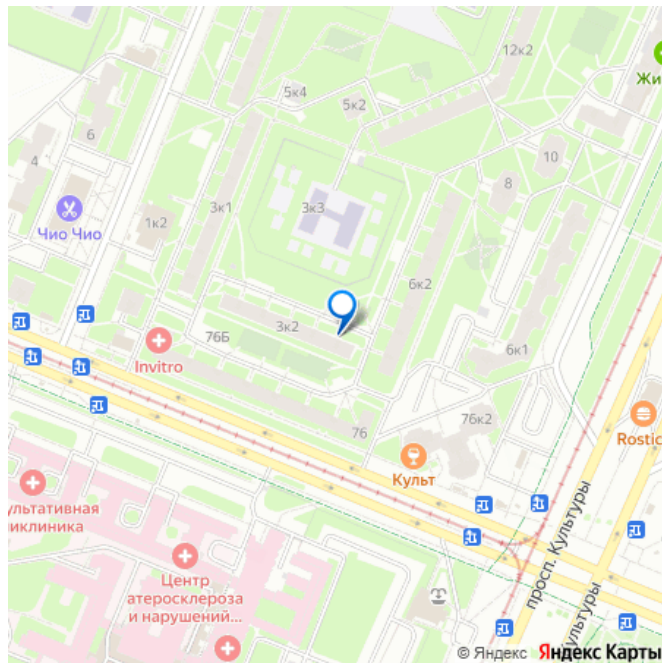 12к2
Жи
5к4
5к2
6
10
4
8
3к1
3к3
1к2
Чио Чио
6к2
3к2
76Б
6к1
Invitro
76
76к2
Rostic
Культ
ультативная
иклиника
просп. Культуры
Центр
атеросклероза
и нарушений...
Культуры
© Яндекс Яндекс Карты